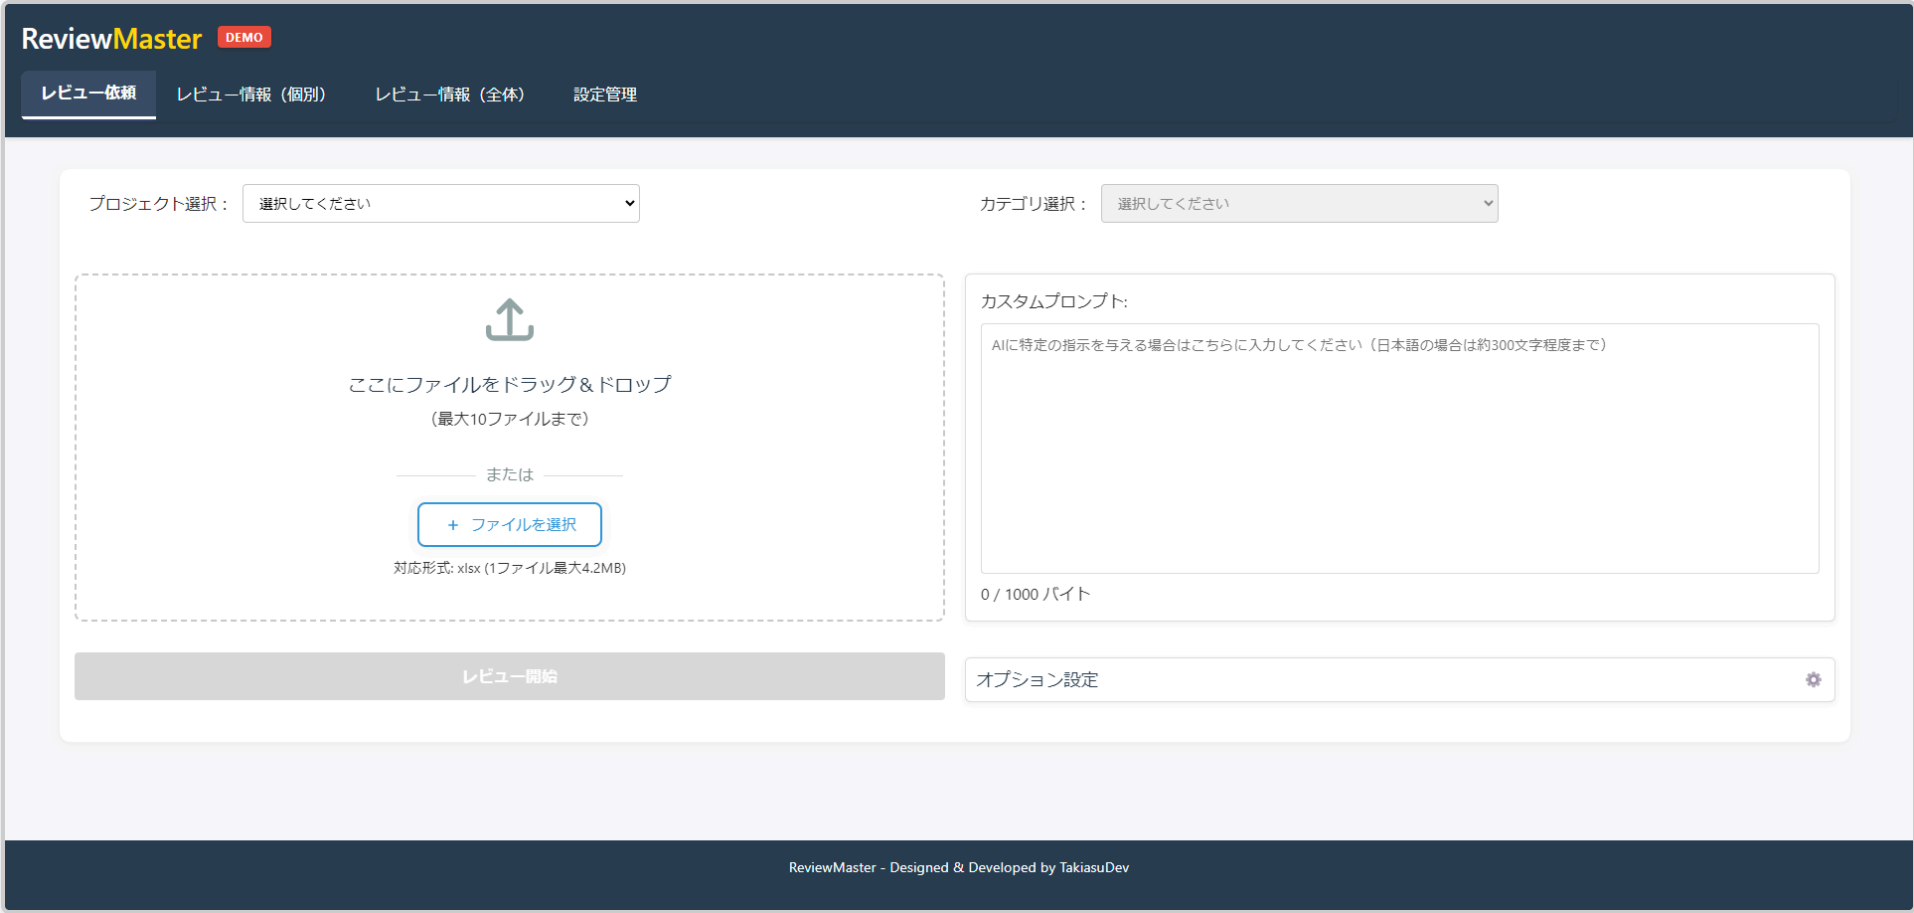 ReviewMaster DEMO
レビュー依頼 レビュー情報（個別） レビュー情報（全体） 設定管理
プロジェクト選択： 選択してください
カテゴリ選択： 選択してください
ここにファイルをドラッグ＆ドロップ
（最大10ファイルまで）
または
+ ファイルを選択
対応形式: xlsx (1ファイル最大4.2MB)
カスタムプロンプト:
AIに特定の指示を与える場合はこちらに入力してください（日本語の場合は約300文字程度まで）
0 / 1000 バイト
レビュー開始
オプション設定
ReviewMaster - Designed & Developed by TakiasuDev